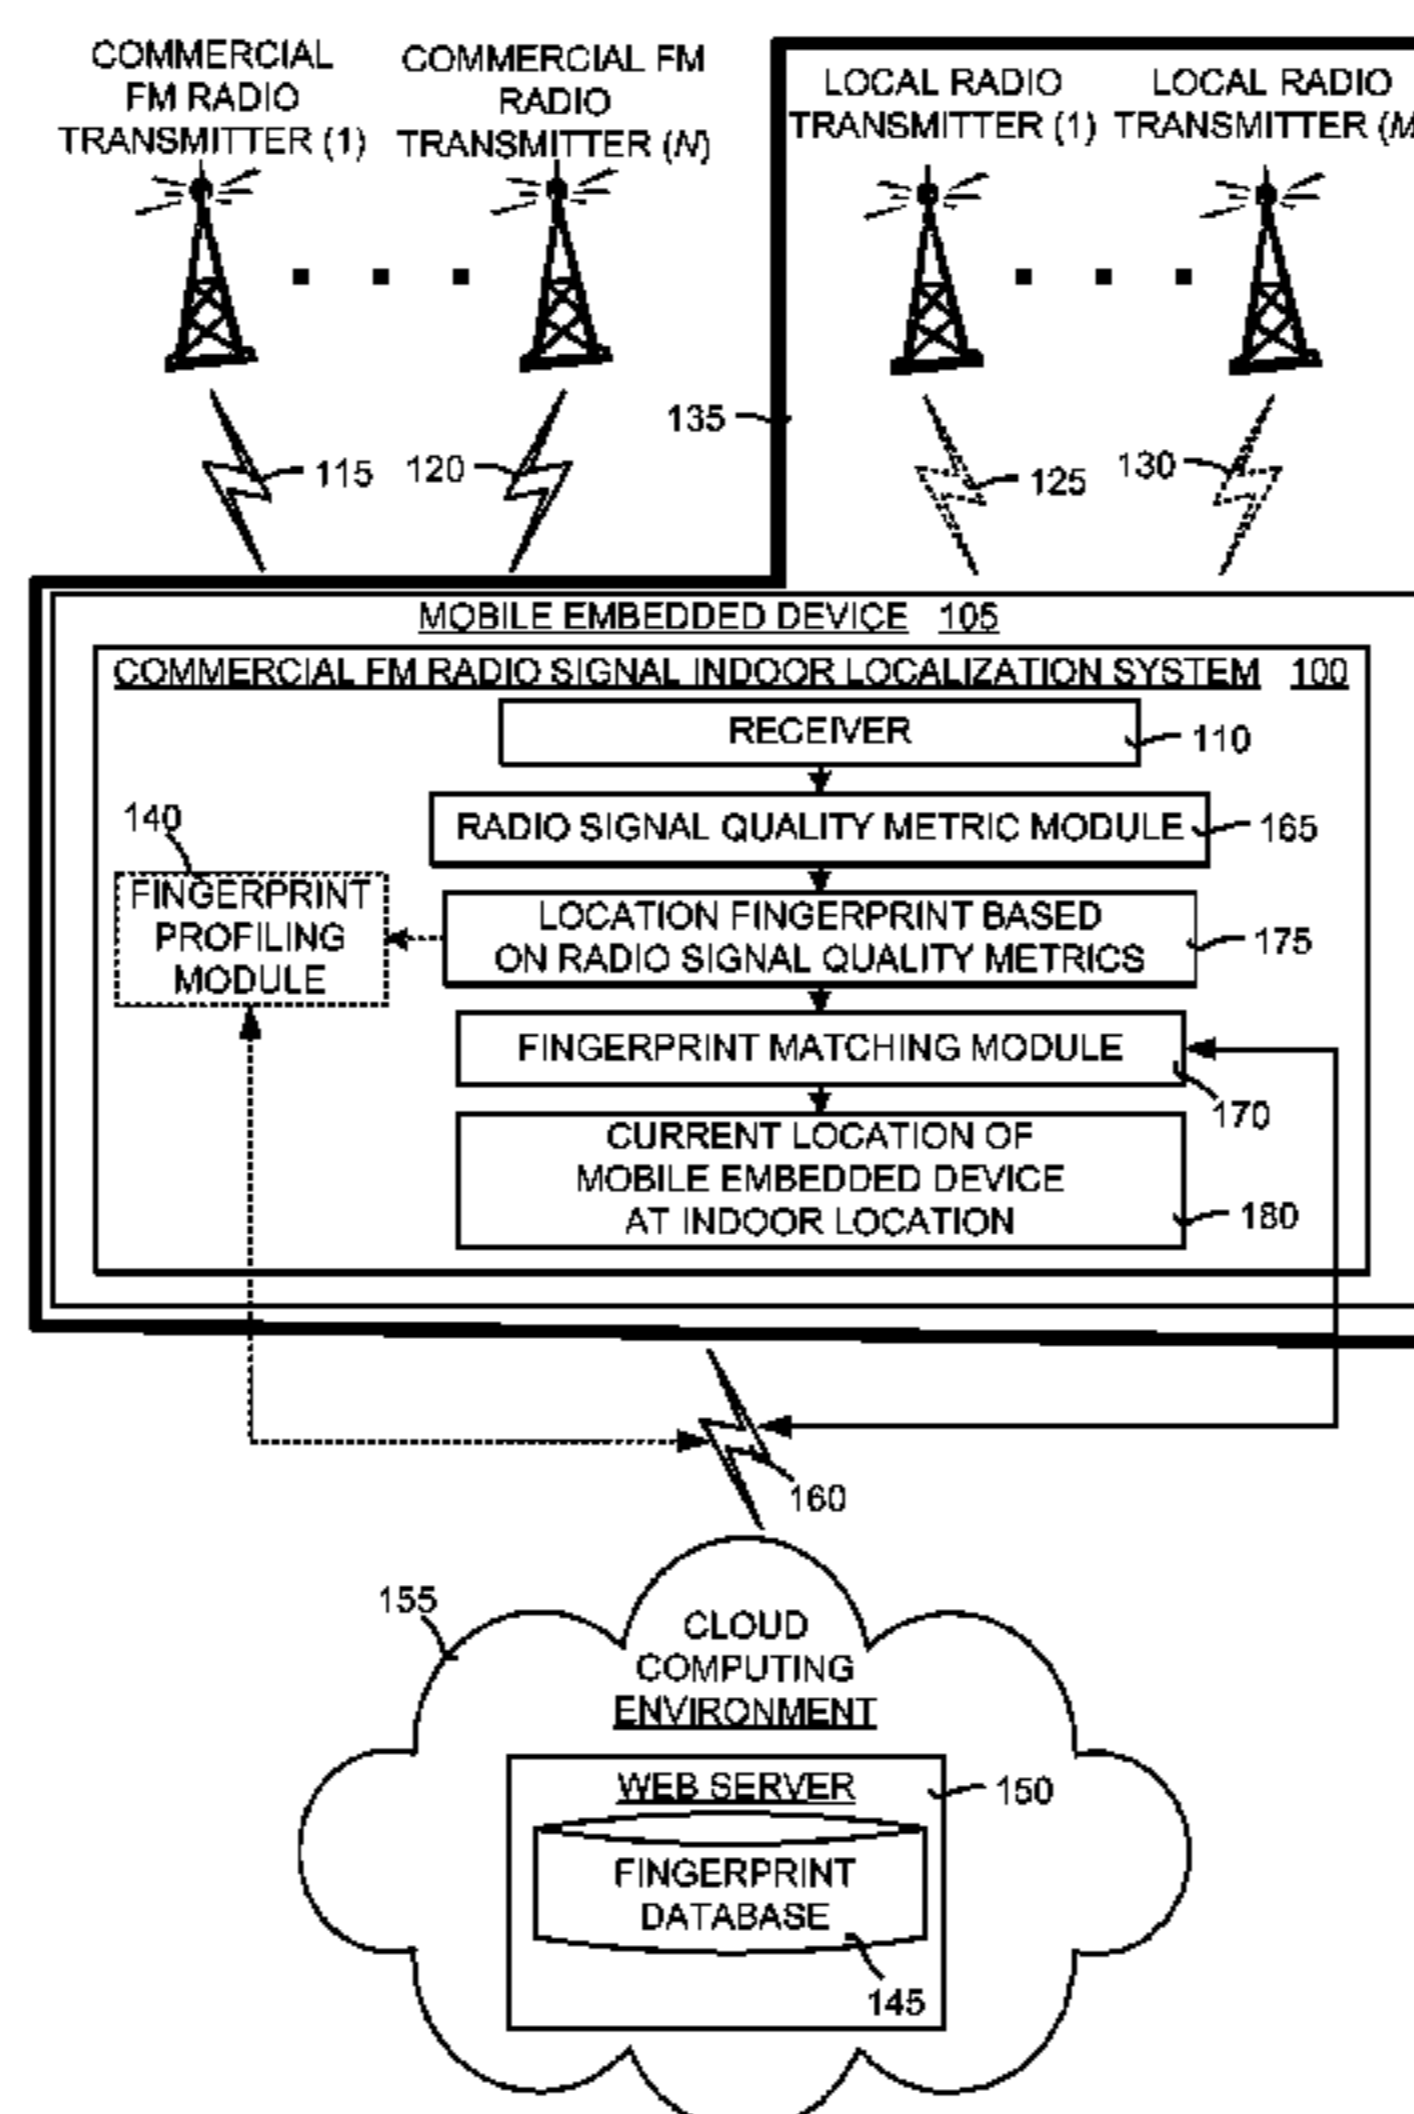 COMMERCIAL
FM RADIO
TRANSMITTER (1)
COMMERCIAL FM
RADIO
TRANSMITTER (N)
LOCAL RADIO
TRANSMITTER (1)
LOCAL RADIO
TRANSMITTER (M
135
115
120
125
130
MOBILE EMBEDDED DEVICE 105
COMMERCIAL FM RADIO SIGNAL INDOOR LOCALIZATION SYSTEM 100
RECEIVER
110
RADIO SIGNAL QUALITY METRIC MODULE
165
140
FINGERPRINT
PROFILING
MODULE
LOCATION FINGERPRINT BASED
ON RADIO SIGNAL QUALITY METRICS
175
FINGERPRINT MATCHING MODULE
170
CURRENT LOCATION OF
MOBILE EMBEDDED DEVICE
AT INDOOR LOCATION
180
160
155
CLOUD
COMPUTING
ENVIRONMENT
WEB SERVER
150
FINGERPRINT
DATABASE
145